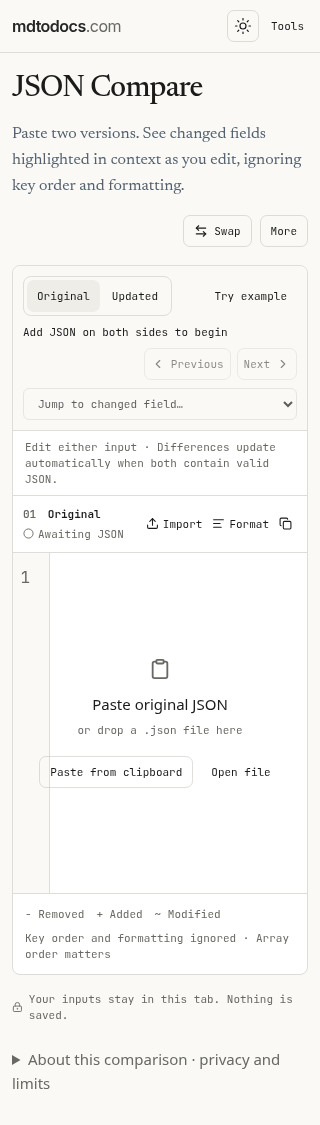 mdtodocs.com
Tools
JSON Compare
Paste two versions. See changed fields
highlighted in context as you edit, ignoring
key order and formatting.
Swap
More
Original
Updated
Try example
Add JSON on both sides to begin
Previous
Next
Jump to changed field…
Edit either input · Differences update
automatically when both contain valid
JSON.
01 Original
Awaiting JSON
Import
Format
1
Paste original JSON
or drop a .json file here
Paste from clipboard
Open file
- Removed + Added ~ Modified
Key order and formatting ignored · Array
order matters
Your inputs stay in this tab. Nothing is
saved.
About this comparison · privacy and
limits